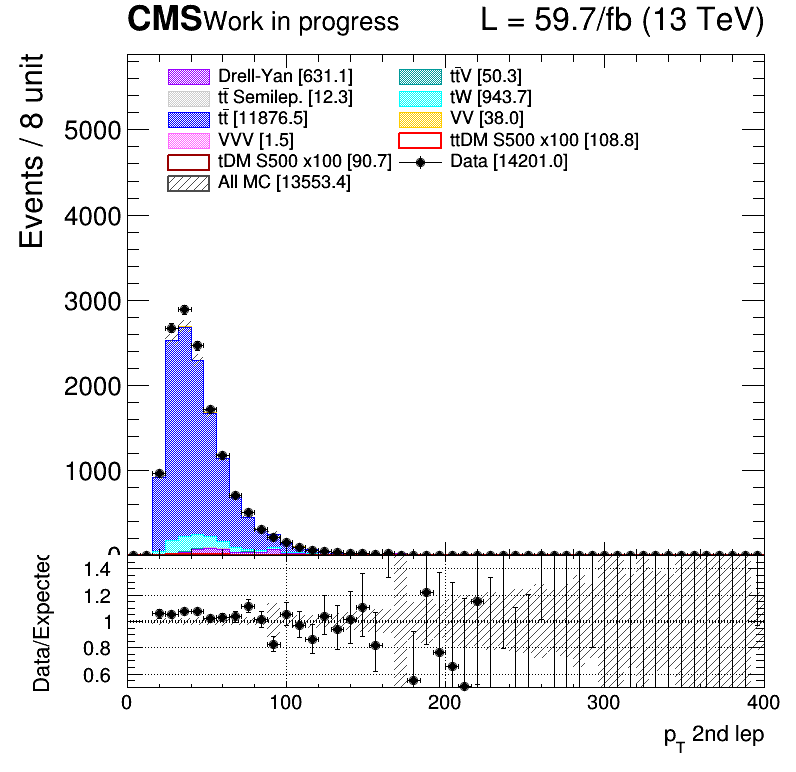 CMS Work in progress L = 59.7/fb (13 TeV)
Events / 8 unit
5000
4000
3000
2000
1000
0
Drell-Yan [631.1] tt̄V [50.3]
tt̄ Semilep. [12.3] tW [943.7]
tt̄ [11876.5] VV [38.0]
VVV [1.5] ttDM S500 x100 [108.8]
tDM S500 x100 [90.7] Data [14201.0]
All MC [13553.4]
Data/Expected
1.4
1.2
1
0.8
0.6
0 100 200 300 400
pT 2nd lep